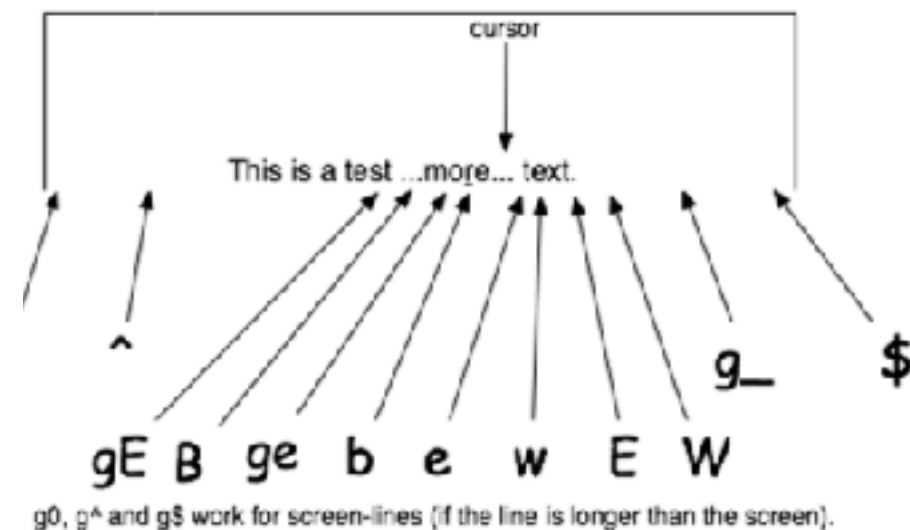 cursor
This is a test ...more... text.
^
g_ $
gE B ge b e w E W
g0, g^ and g$ work for screen-lines (if the line is longer than the screen).